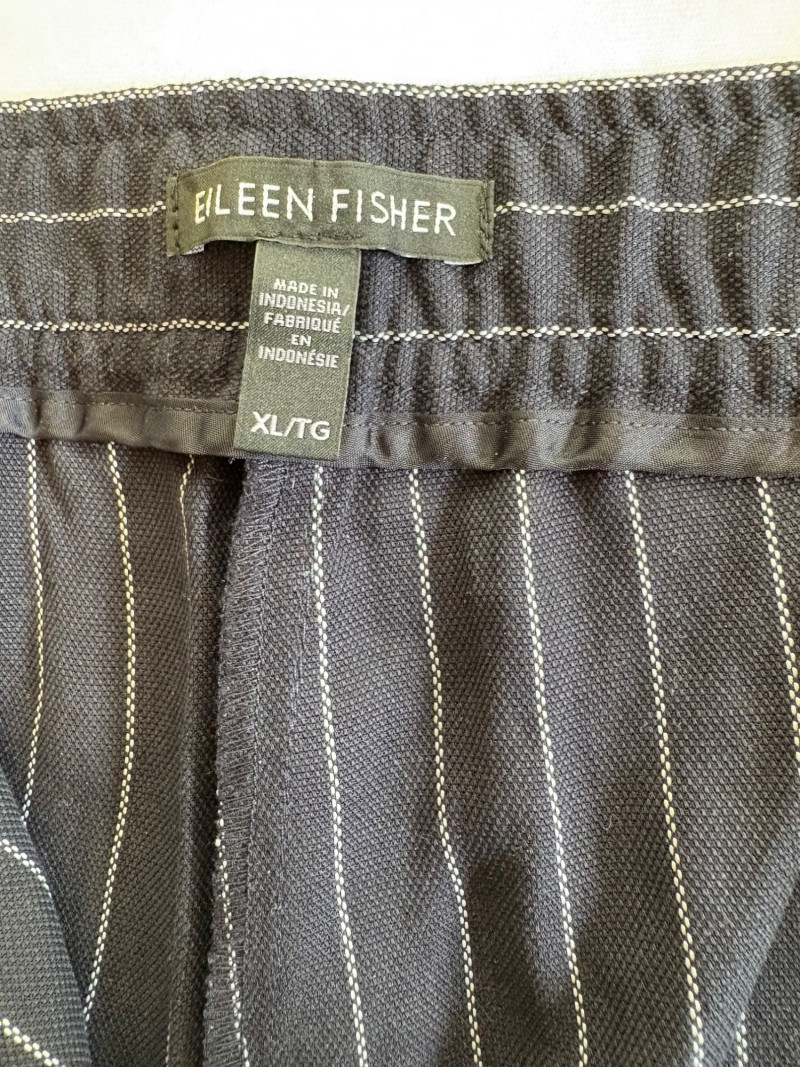 EILEEN FISHER
MADE IN
INDONESIA/
FABRIQUÉ
EN
INDONÉSIE
XL/TG